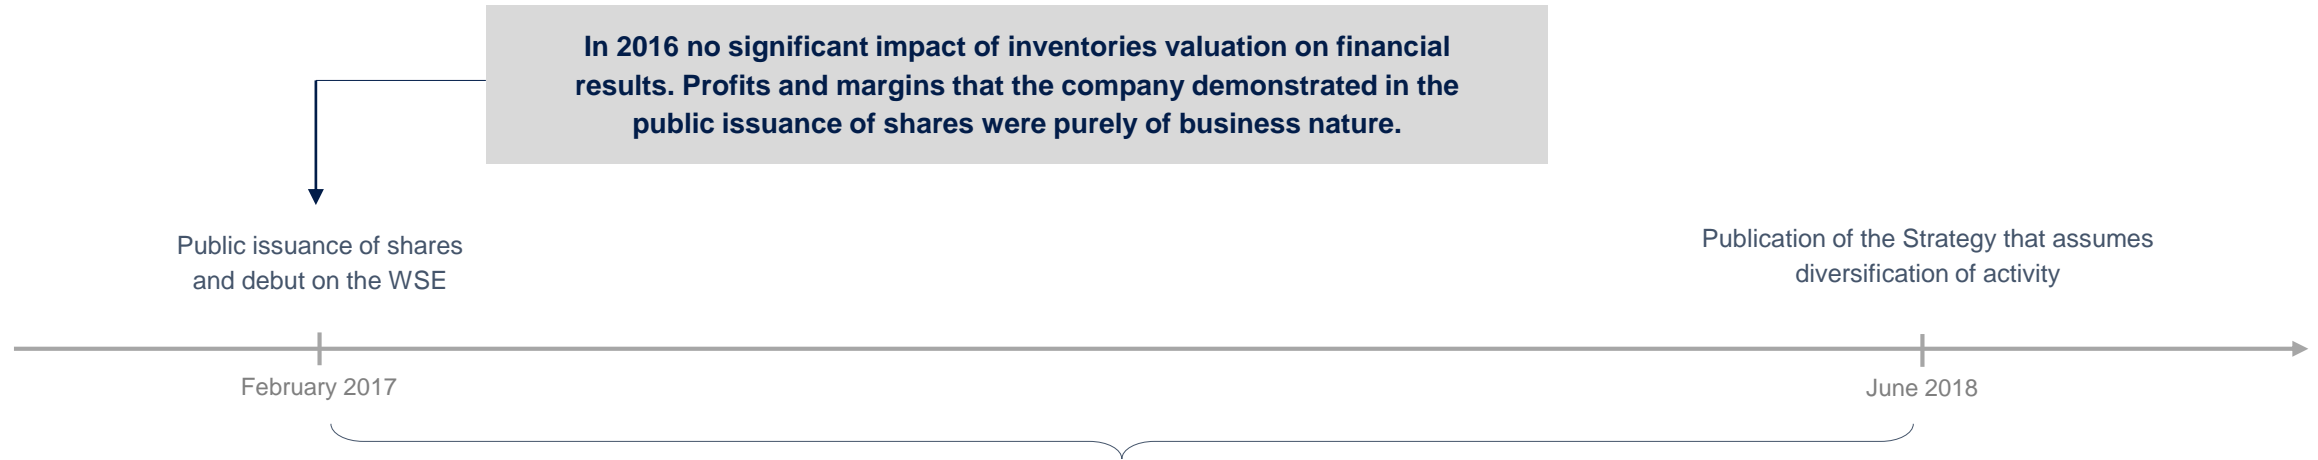 In 2016 no significant impact of inventories valuation on financial
results. Profits and margins that the company demonstrated in the
public issuance of shares were purely of business nature.
Public issuance of shares
and debut on the WSE
Publication of the Strategy that assumes
diversification of activity
February 2017
June 2018